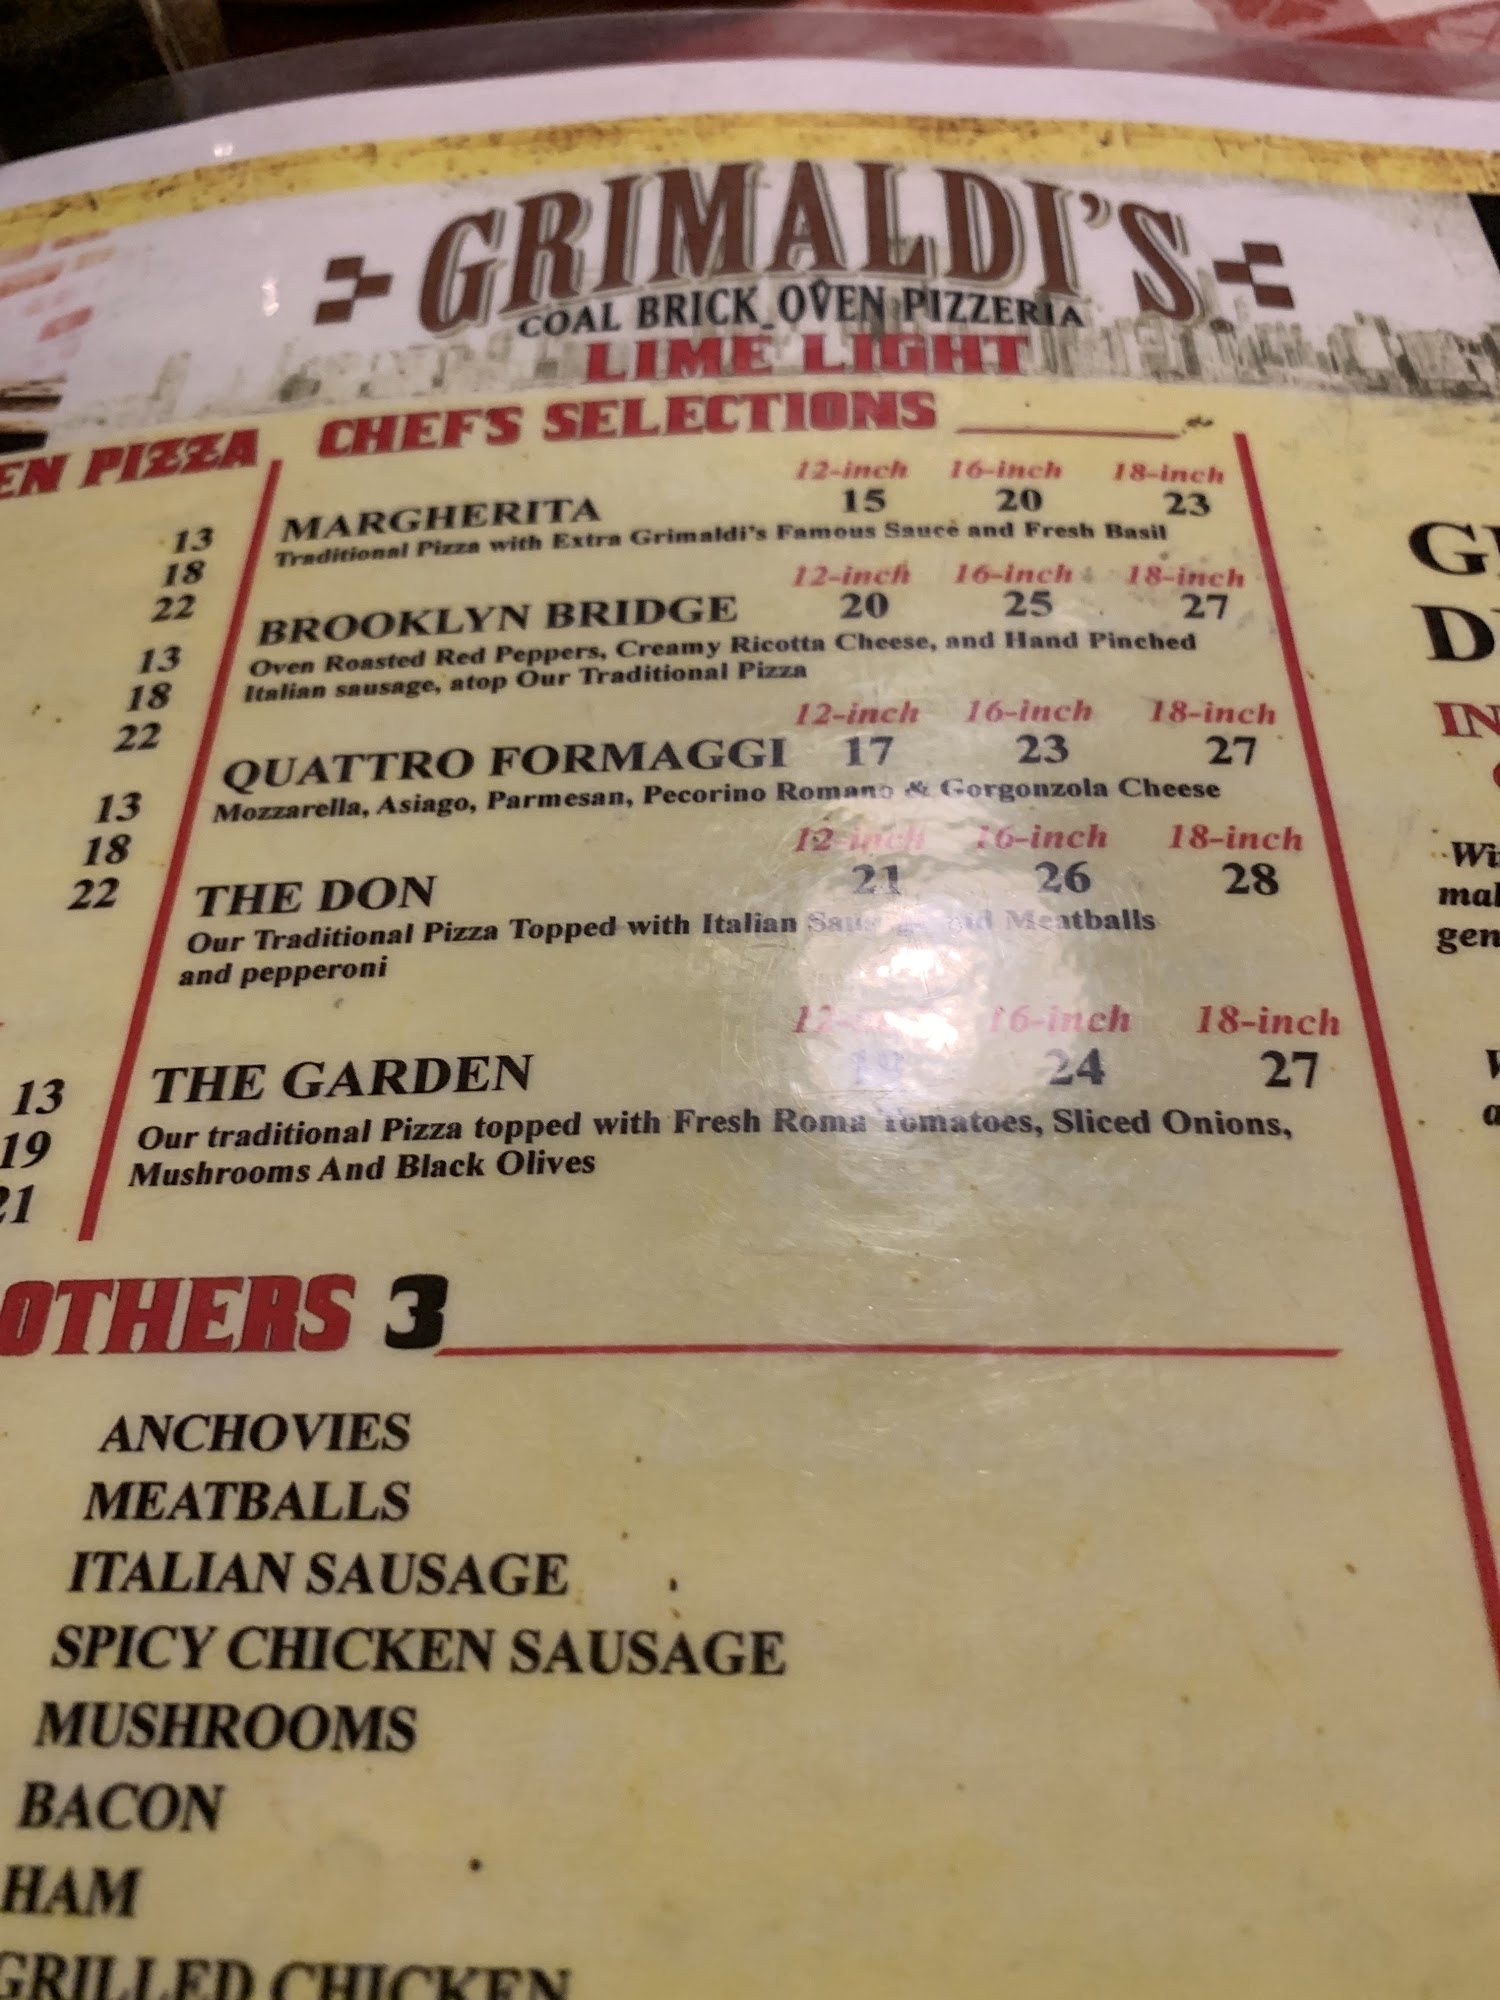 GRIMALDI'S
COAL BRICK OVEN PIZZERIA
LIME LIGHT
EN PIZZA
13
18
22
13
18
22
13
18
22
13
19
21
CHEF'S SELECTIONS
12-inch 16-inch 18-inch
MARGHERITA 15 20 23
Traditional Pizza with Extra Grimaldi's Famous Sauce and Fresh Basil
12-inch 16-inch 18-inch
BROOKLYN BRIDGE 20 25 27
Oven Roasted Red Peppers, Creamy Ricotta Cheese, and Hand Pinched
Italian sausage, atop Our Traditional Pizza
12-inch 16-inch 18-inch
QUATTRO FORMAGGI 17 23 27
Mozzarella, Asiago, Parmesan, Pecorino Romano & Gorgonzola Cheese
12-inch 16-inch 18-inch
THE DON 21 26 28
Our Traditional Pizza Topped with Italian Meatballs
and pepperoni
16-inch 18-inch
THE GARDEN 19 24 27
Our traditional Pizza topped with Fresh Roma Tomatoes, Sliced Onions,
Mushrooms And Black Olives
OTHERS 3
ANCHOVIES
MEATBALLS
ITALIAN SAUSAGE
SPICY CHICKEN SAUSAGE
MUSHROOMS
BACON
HAM
GRILLED CHICKEN